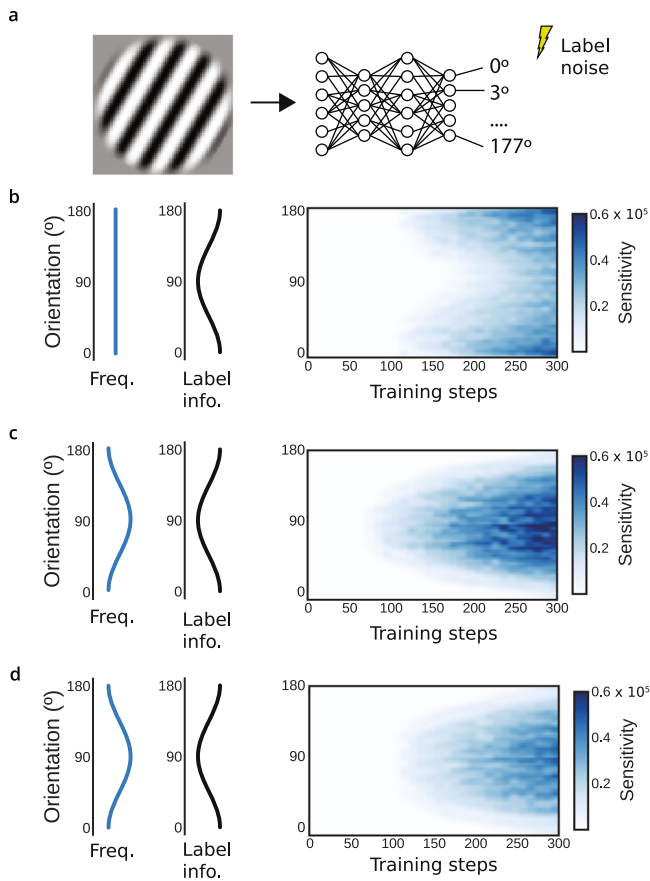 a
0º
3º
....
177º
Label
noise
b
Orientation (º)
180
90
0
Freq.
180
90
0
Label
info.
180
90
0
0 50 100 150 200 250 300
Training steps
0.6 x 10⁵
0.4
0.2
Sensitivity
c
Orientation (º)
180
90
0
Freq.
180
90
0
Label
info.
180
90
0
0 50 100 150 200 250 300
Training steps
0.6 x 10⁵
0.4
0.2
Sensitivity
d
Orientation (º)
180
90
0
Freq.
180
90
0
Label
info.
180
90
0
0 50 100 150 200 250 300
Training steps
0.6 x 10⁵
0.4
0.2
Sensitivity